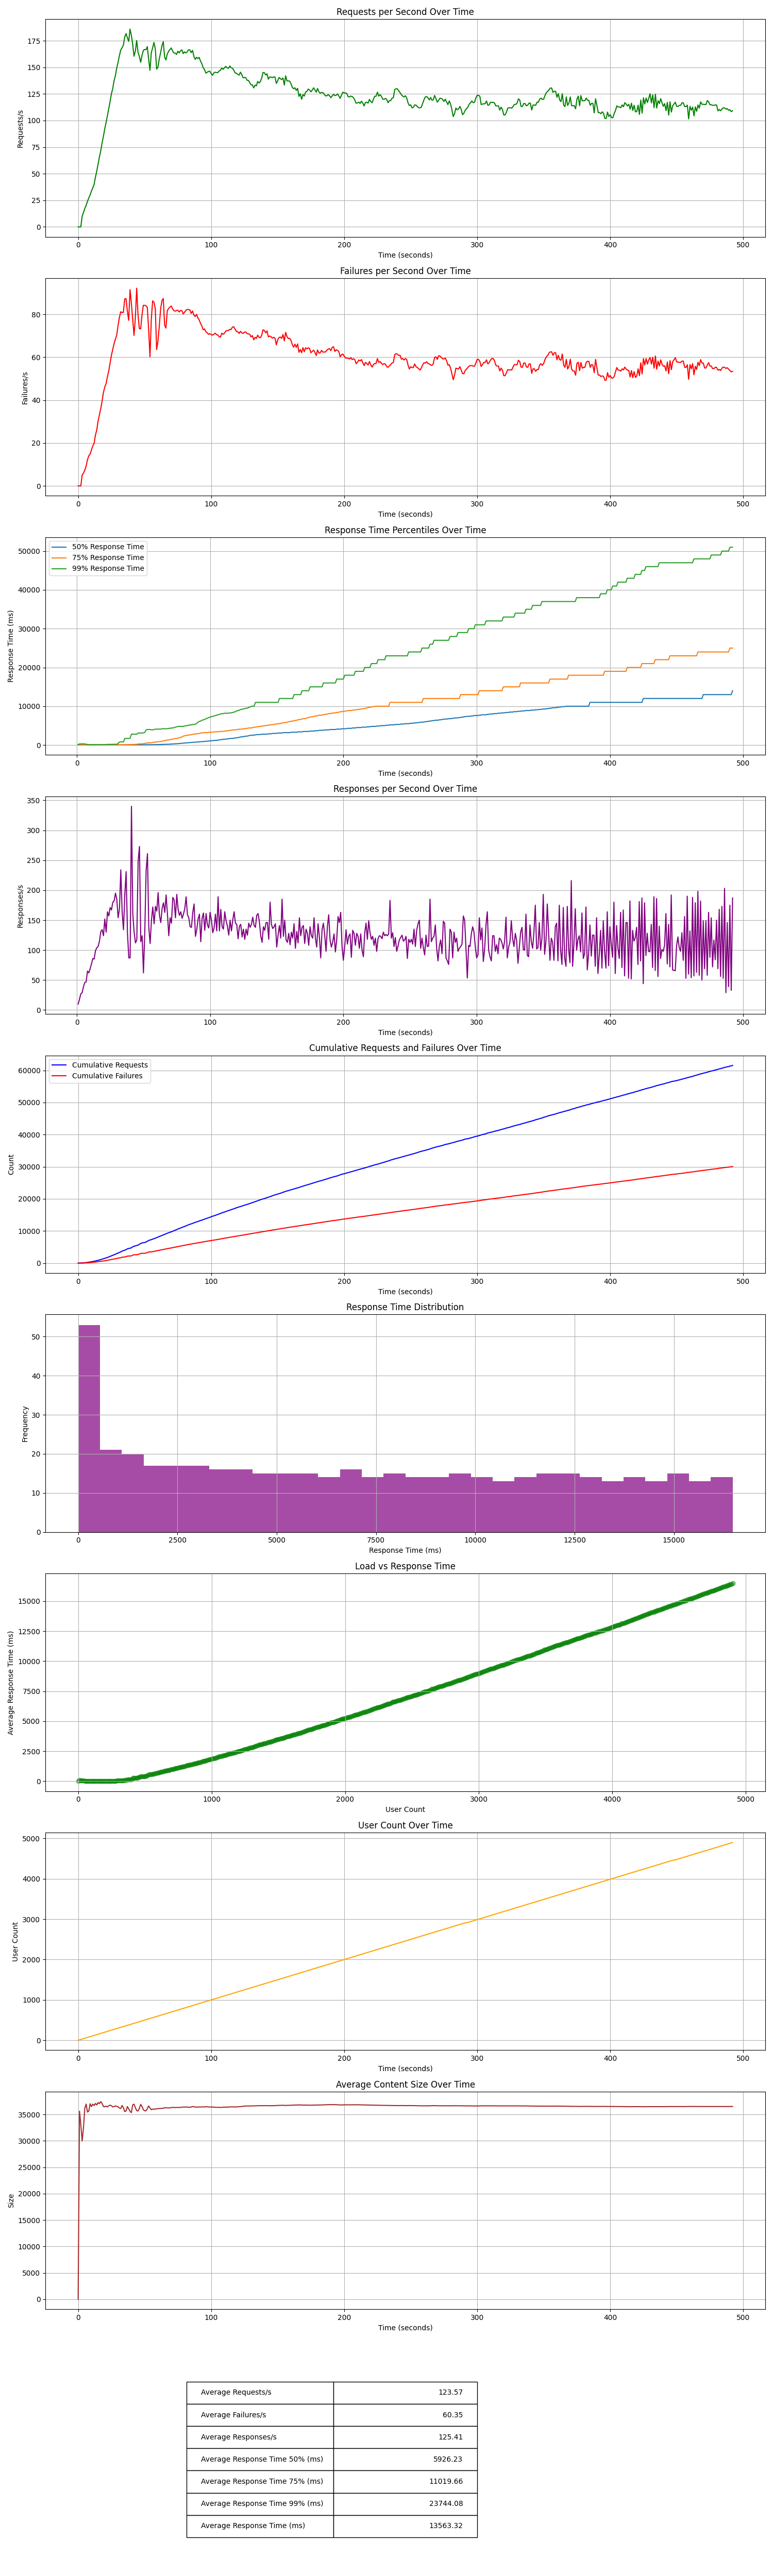 Requests per Second Over Time
175
150
125
100
75
50
25
0
Requests/s
0 100 200 300 400 500
Time (seconds)
Failures per Second Over Time
80
60
40
20
0
Failures/s
0 100 200 300 400 500
Time (seconds)
Response Time Percentiles Over Time
50% Response Time
75% Response Time
99% Response Time
50000
40000
30000
20000
10000
0
Response Time (ms)
0 100 200 300 400 500
Time (seconds)
Responses per Second Over Time
350
300
250
200
150
100
50
0
Responses/s
0 100 200 300 400 500
Time (seconds)
Cumulative Requests and Failures Over Time
Cumulative Requests
Cumulative Failures
60000
50000
40000
30000
20000
10000
0
Count
0 100 200 300 400 500
Time (seconds)
Response Time Distribution
50
40
30
20
10
0
Frequency
0 2500 5000 7500 10000 12500 15000
Response Time (ms)
Load vs Response Time
15000
12500
10000
7500
5000
2500
0
Average Response Time (ms)
0 1000 2000 3000 4000 5000
User Count
User Count Over Time
5000
4000
3000
2000
1000
0
User Count
0 100 200 300 400 500
Time (seconds)
Average Content Size Over Time
35000
30000
25000
20000
15000
10000
5000
0
Size
0 100 200 300 400 500
Time (seconds)
Average Requests/s 123.57
Average Failures/s 60.35
Average Responses/s 125.41
Average Response Time 50% (ms) 5926.23
Average Response Time 75% (ms) 11019.66
Average Response Time 99% (ms) 23744.08
Average Response Time (ms) 13563.32